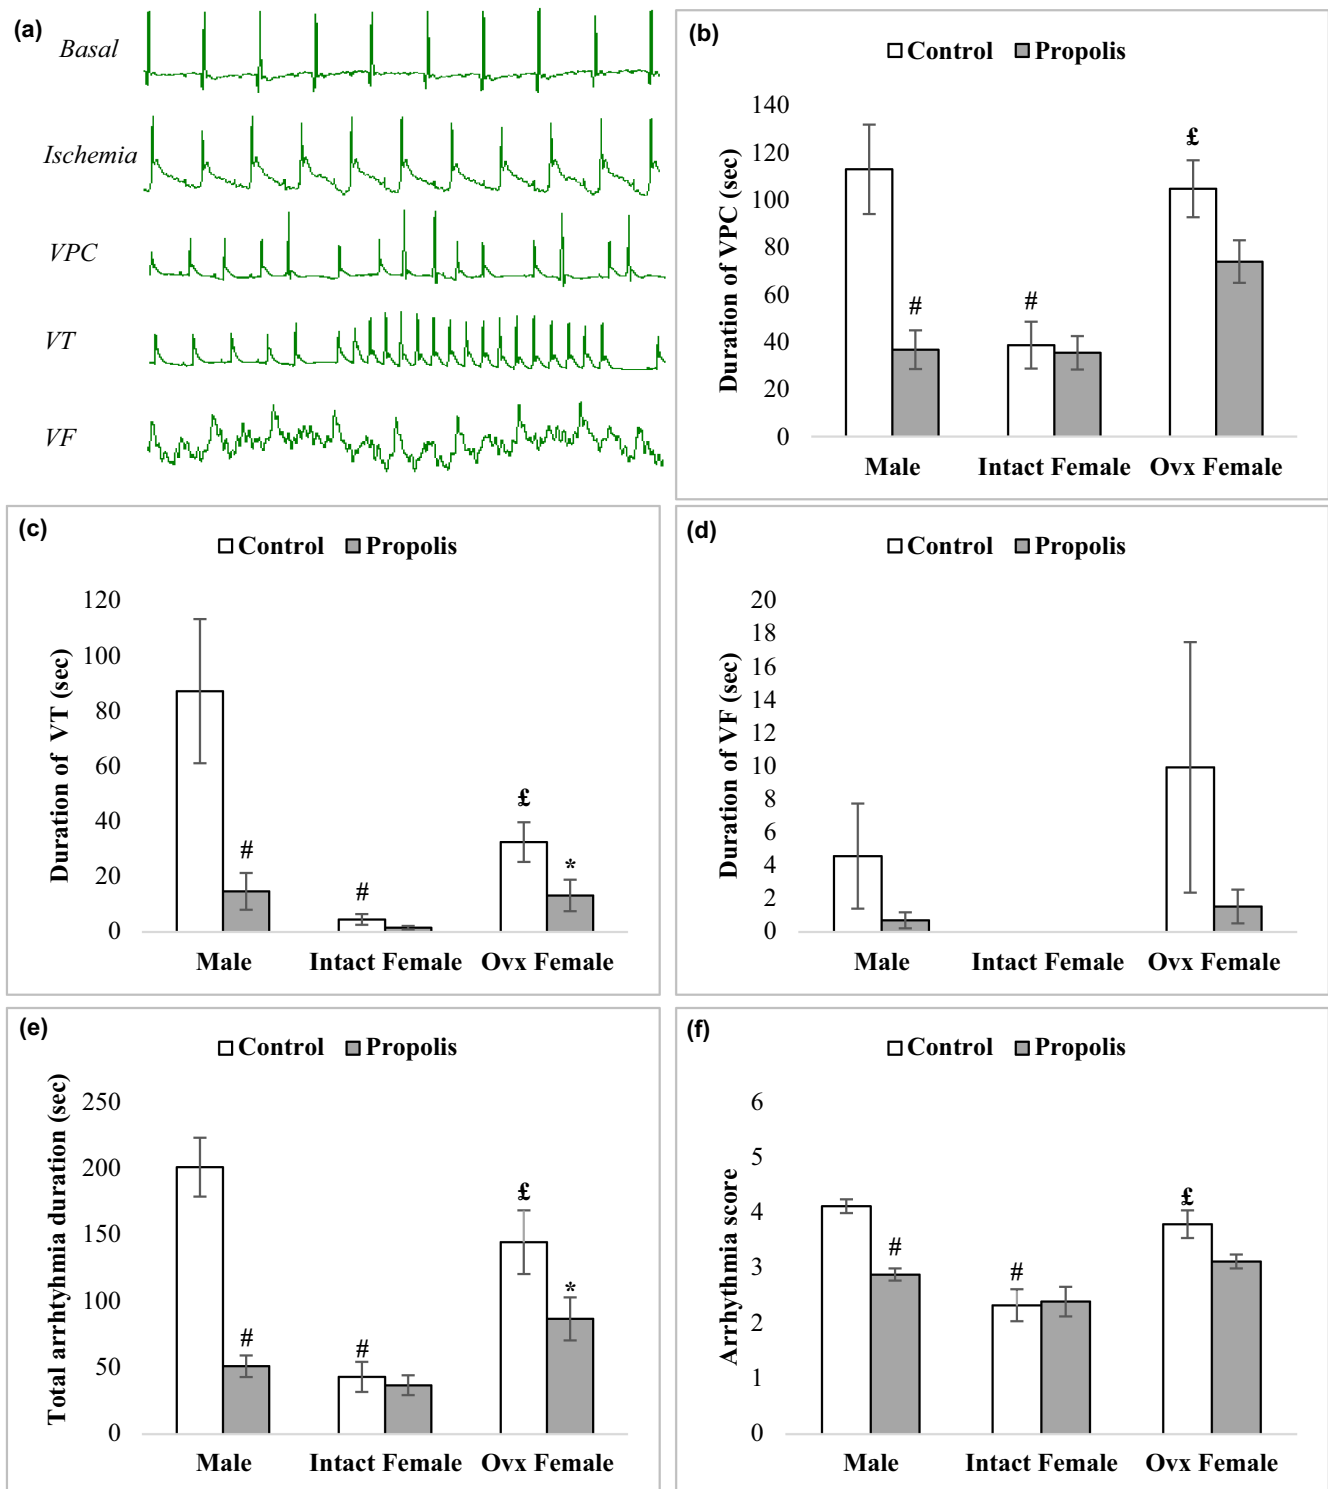 (a)
Basal
Ischemia
VPC
VT
VF
(b)
Control Propolis
Duration of VPC (sec)
140
120
100
80
60
40
20
0
#
#
£
Male Intact Female Ovx Female
(c)
Control Propolis
Duration of VT (sec)
120
100
80
60
40
20
0
#
#
£
*
Male Intact Female Ovx Female
(d)
Control Propolis
Duration of VF (sec)
20
18
16
14
12
10
8
6
4
2
0
Male Intact Female Ovx Female
(e)
Control Propolis
Total arrhtyhmia duration (sec)
250
200
150
100
50
0
#
#
£
*
Male Intact Female Ovx Female
(f)
Control Propolis
Arrhythmia score
6
5
4
3
2
1
0
#
#
£
Male Intact Female Ovx Female